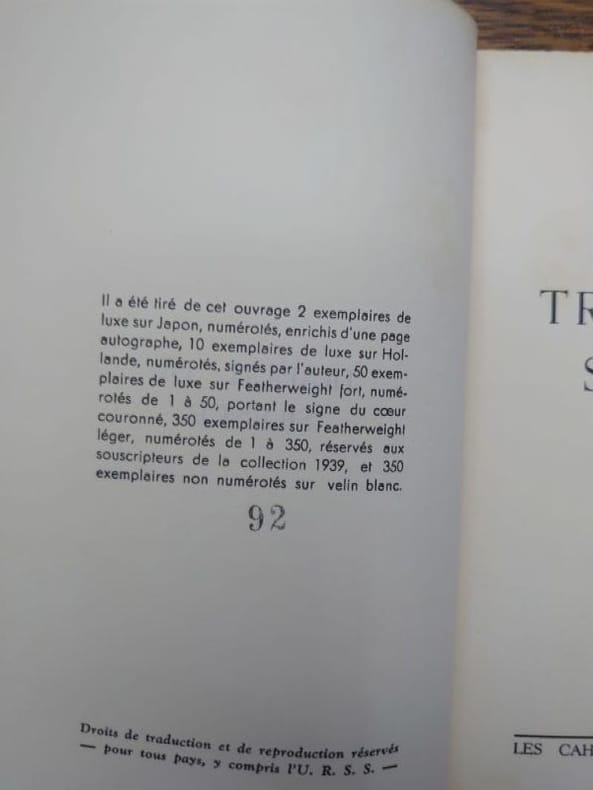 Il a été tiré de cet ouvrage 2 exemplaires de
luxe sur Japon, numérotés, enrichis d'une page
autographe, 10 exemplaires de luxe sur Hol-
lande, numérotés, signés par l'auteur, 50 exem-
plaires de luxe sur Featherweight fort, numé-
rotés de 1 à 50, portant le signe du cœur
couronné, 350 exemplaires sur Featherweight
léger, numérotés de 1 à 350, réservés aux
souscripteurs de la collection 1939, et 350
exemplaires non numérotés sur velin blanc.
92
Droits de traduction et de reproduction réservés
— pour tous pays, y compris l'U. R. S. S. —
TR
S
LES CAH